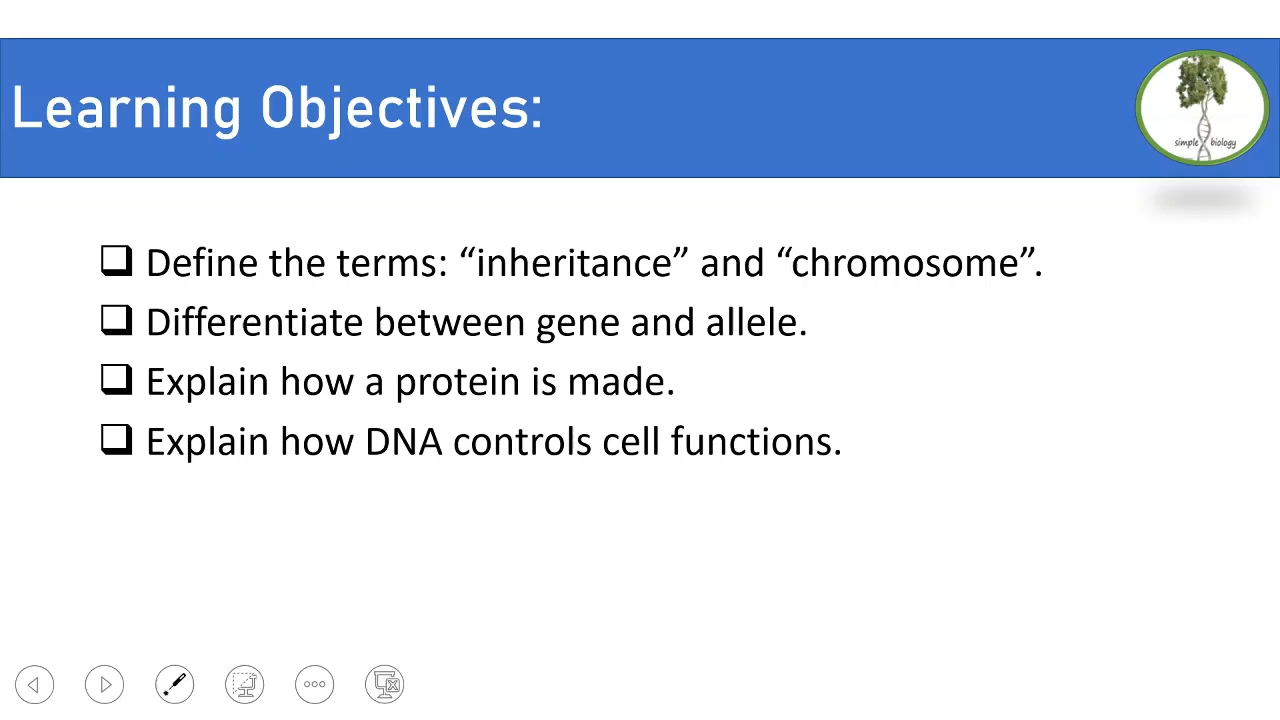 Learning Objectives:
simple biology
Define the terms: “inheritance” and “chromosome”.
Differentiate between gene and allele.
Explain how a protein is made.
Explain how DNA controls cell functions.